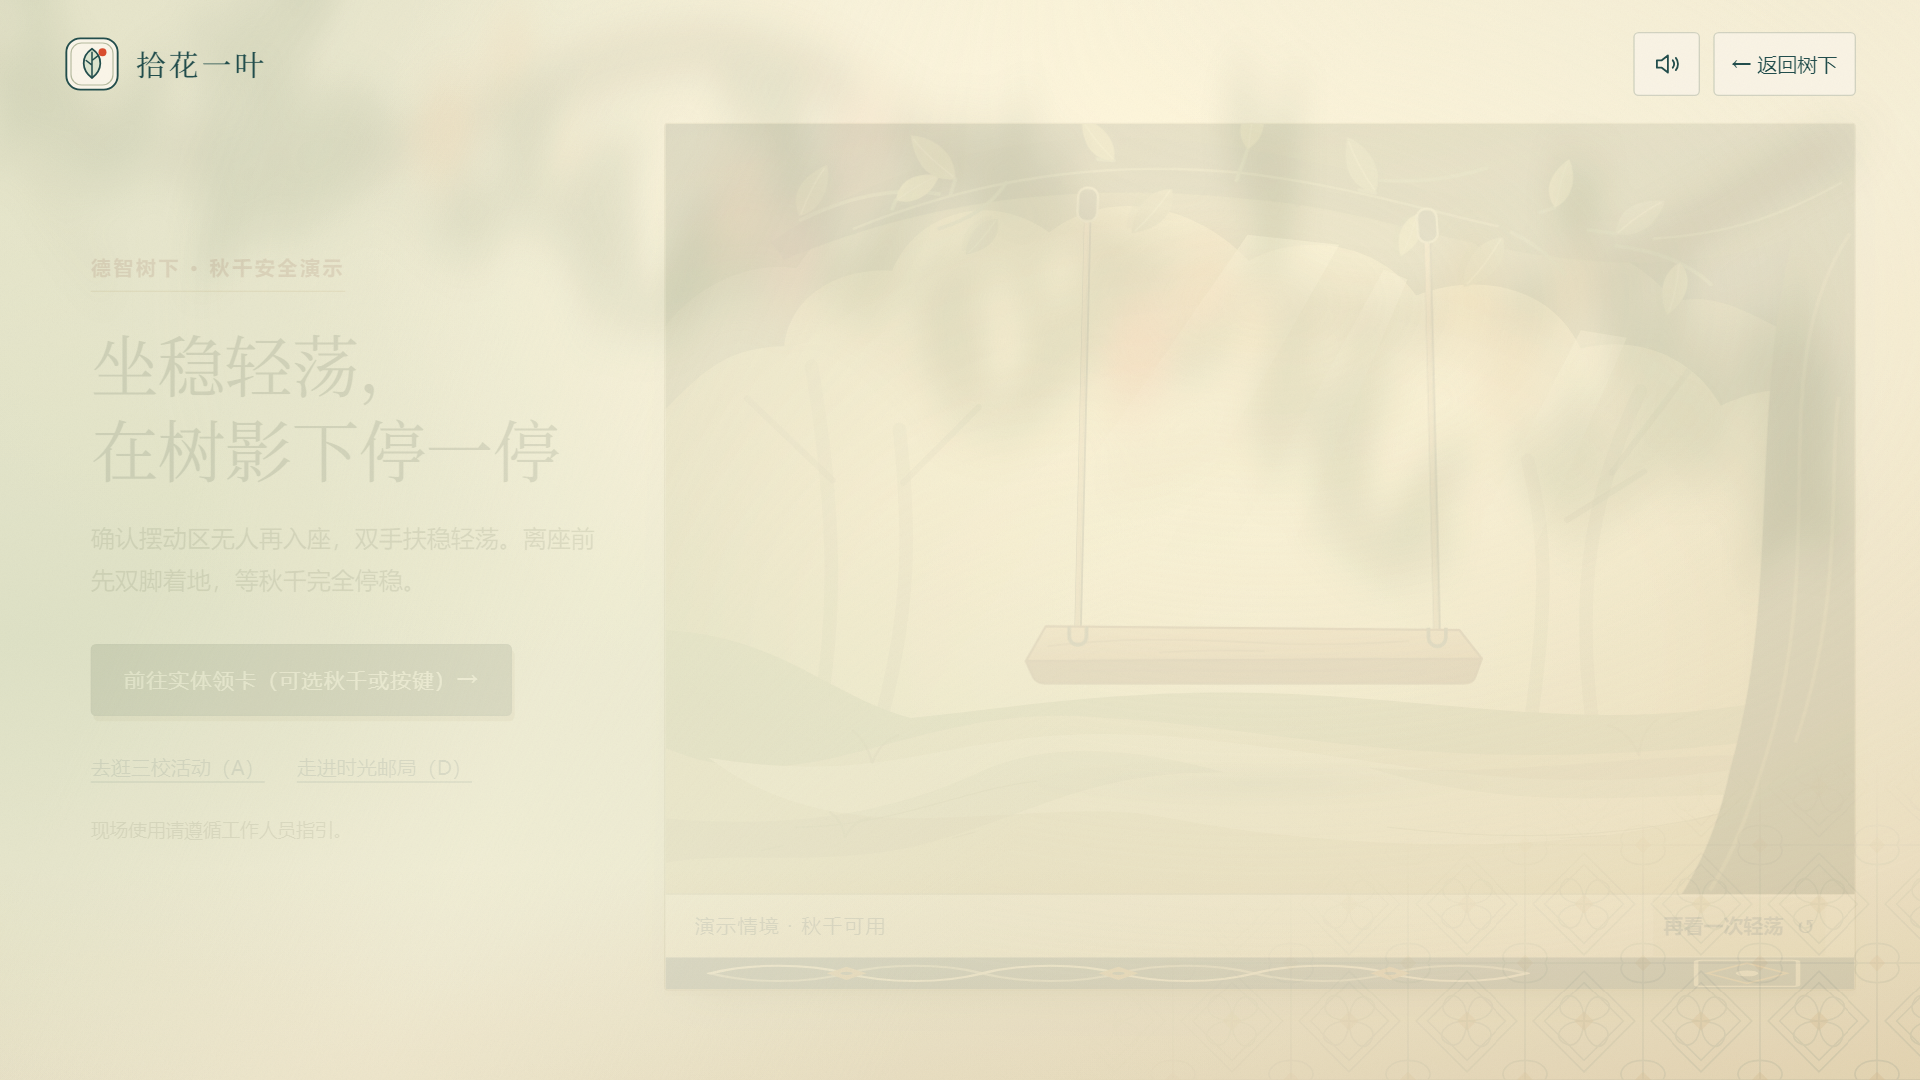 拾花一叶
← 返回树下
德智树下 · 秋千安全演示
坐稳轻荡，
在树影下停一停
确认摆动区无人再入座，双手扶稳轻荡。离座前
先双脚着地，等秋千完全停稳。
前往实体领卡（可选秋千或按键）→
去逛三校活动（A） 走进时光邮局（D）
现场使用请遵循工作人员指引。
演示情境 · 秋千可用
再看一次轻荡 ↺